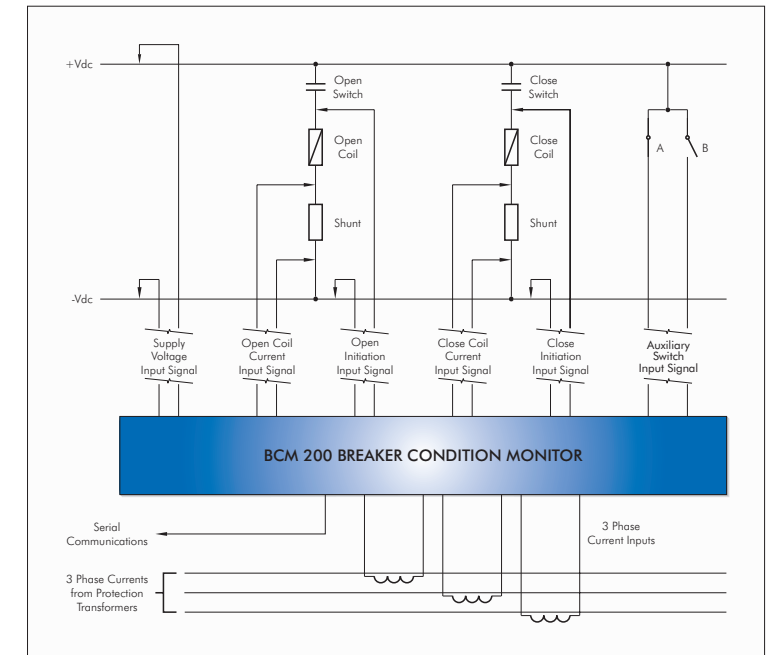 +Vdc
Open
Switch
Close
Switch
Open
Coil
Close
Coil
A
B
Shunt
Shunt
-Vdc
Supply
Voltage
Input Signal
Open Coil
Current
Input Signal
Open
Initiation
Input Signal
Close Coil
Current
Input Signal
Close
Initiation
Input Signal
Auxiliary
Switch
Input Signal
BCM 200 BREAKER CONDITION MONITOR
Serial
Communications
3 Phase
Current Inputs
3 Phase Currents
from Protection
Transformers